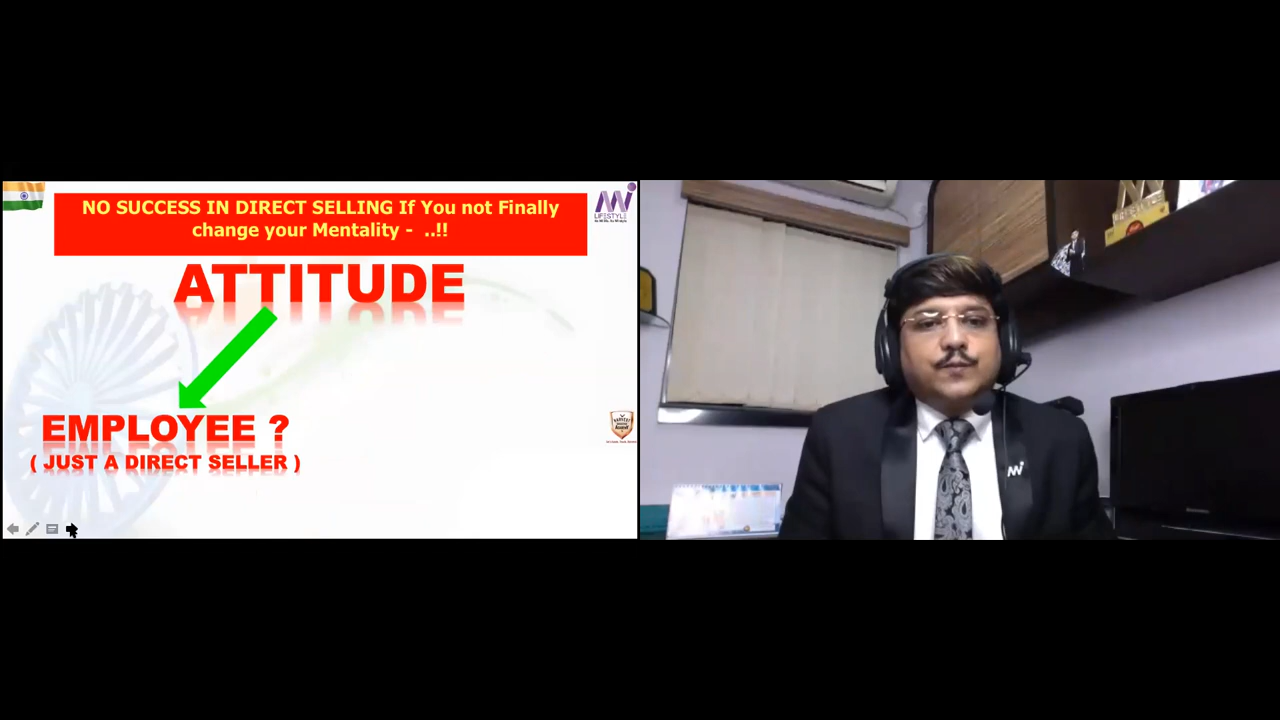 NO SUCCESS IN DIRECT SELLING If You not Finally
change your Mentality - ..!!
LIFESTYLE
ATTITUDE
EMPLOYEE ?
( JUST A DIRECT SELLER )